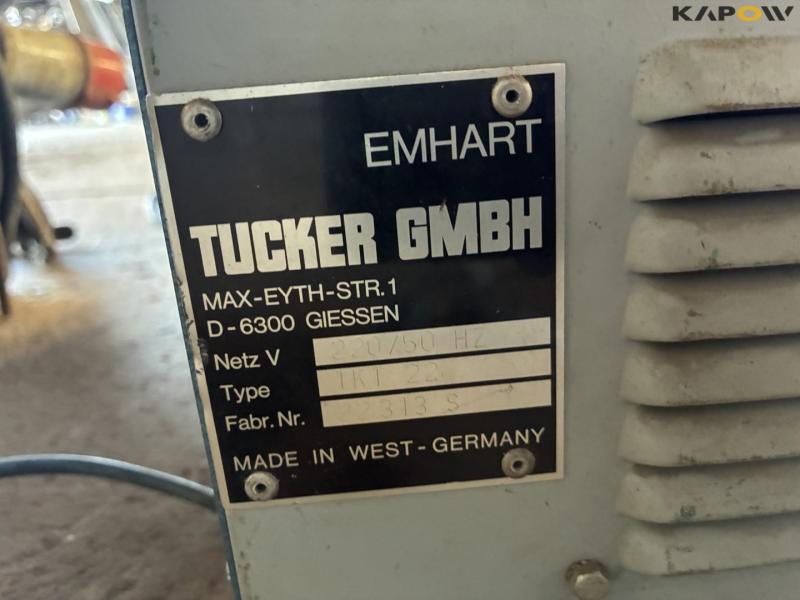 KAPOW
EMHART
TUCKER GMBH
MAX-EYTH-STR.1
D-6300 GIESSEN
Netz V 220/50 HZ
Type
Fabr.Nr.
MADE IN WEST-GERMANY